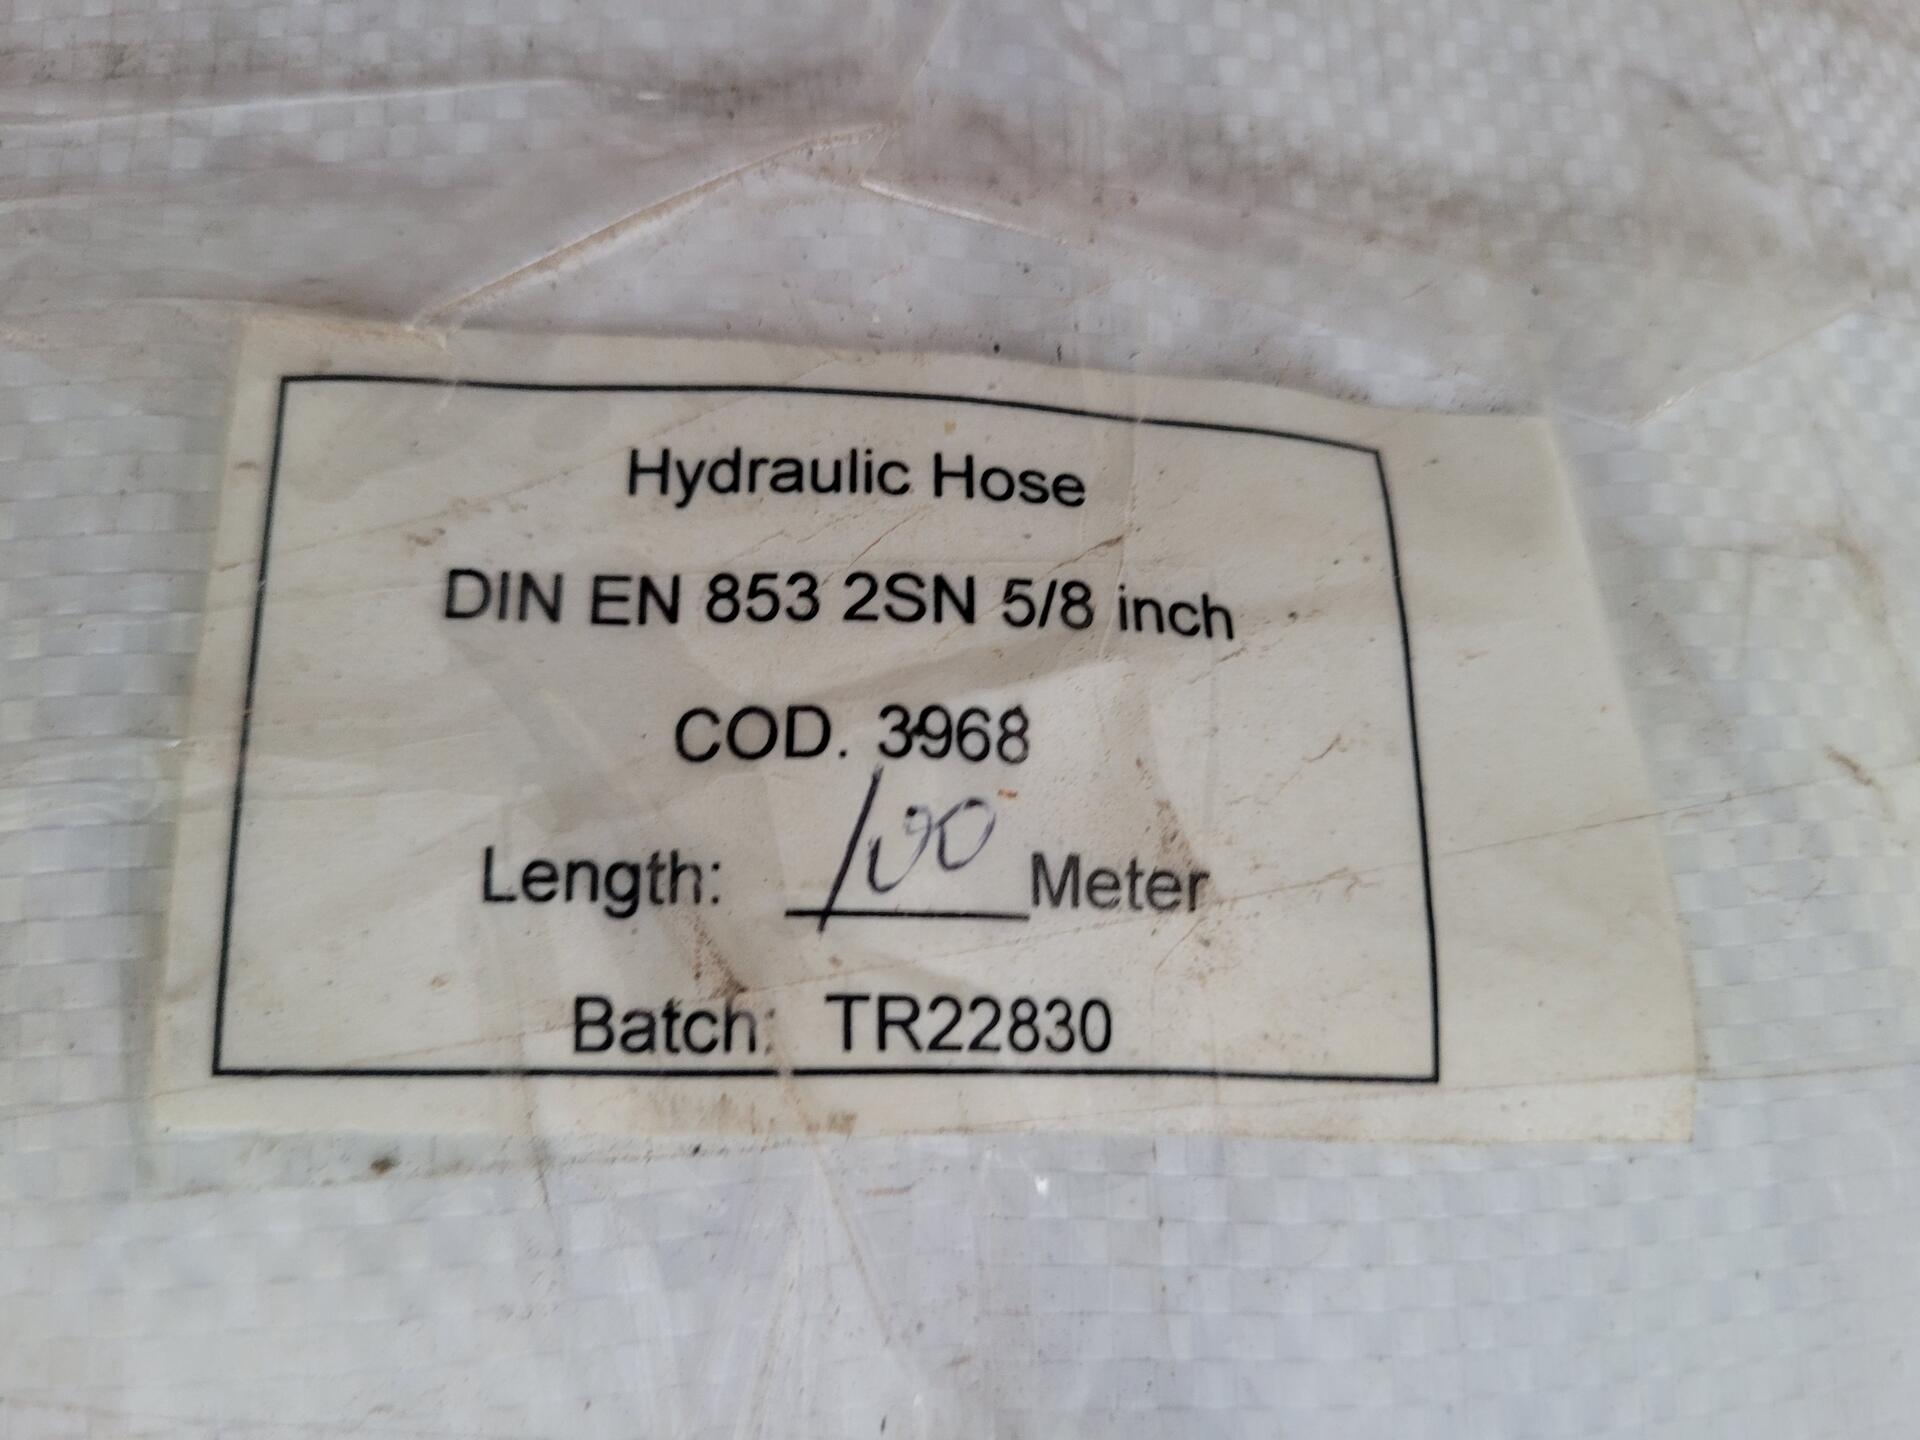 Hydraulic Hose
DIN EN 853 2SN 5/8 inch
COD. 3968
Length: 100 Meter
Batch: TR22830